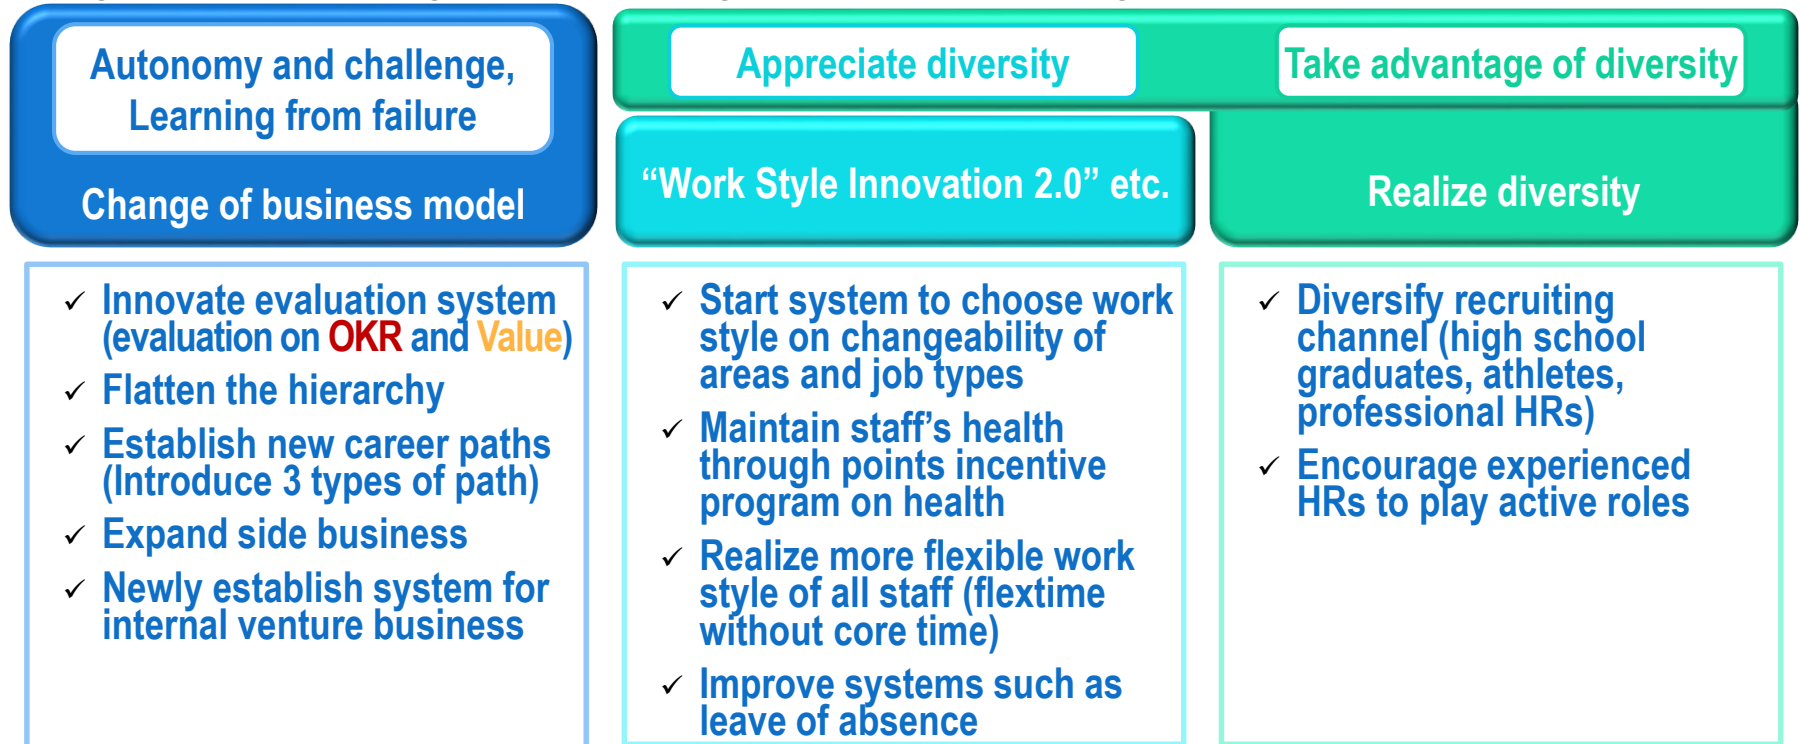 Autonomy and challenge,
Learning from failure
Change of business model
Appreciate diversity
Take advantage of diversity
“Work Style Innovation 2.0” etc.
Realize diversity
✓ Innovate evaluation system
(evaluation on OKR and Value)
✓ Flatten the hierarchy
✓ Establish new career paths
(Introduce 3 types of path)
✓ Expand side business
✓ Newly establish system for
internal venture business
✓ Start system to choose work
style on changeability of
areas and job types
✓ Maintain staff’s health
through points incentive
program on health
✓ Realize more flexible work
style of all staff (flextime
without core time)
✓ Improve systems such as
leave of absence
✓ Diversify recruiting
channel (high school
graduates, athletes,
professional HRs)
✓ Encourage experienced
HRs to play active roles